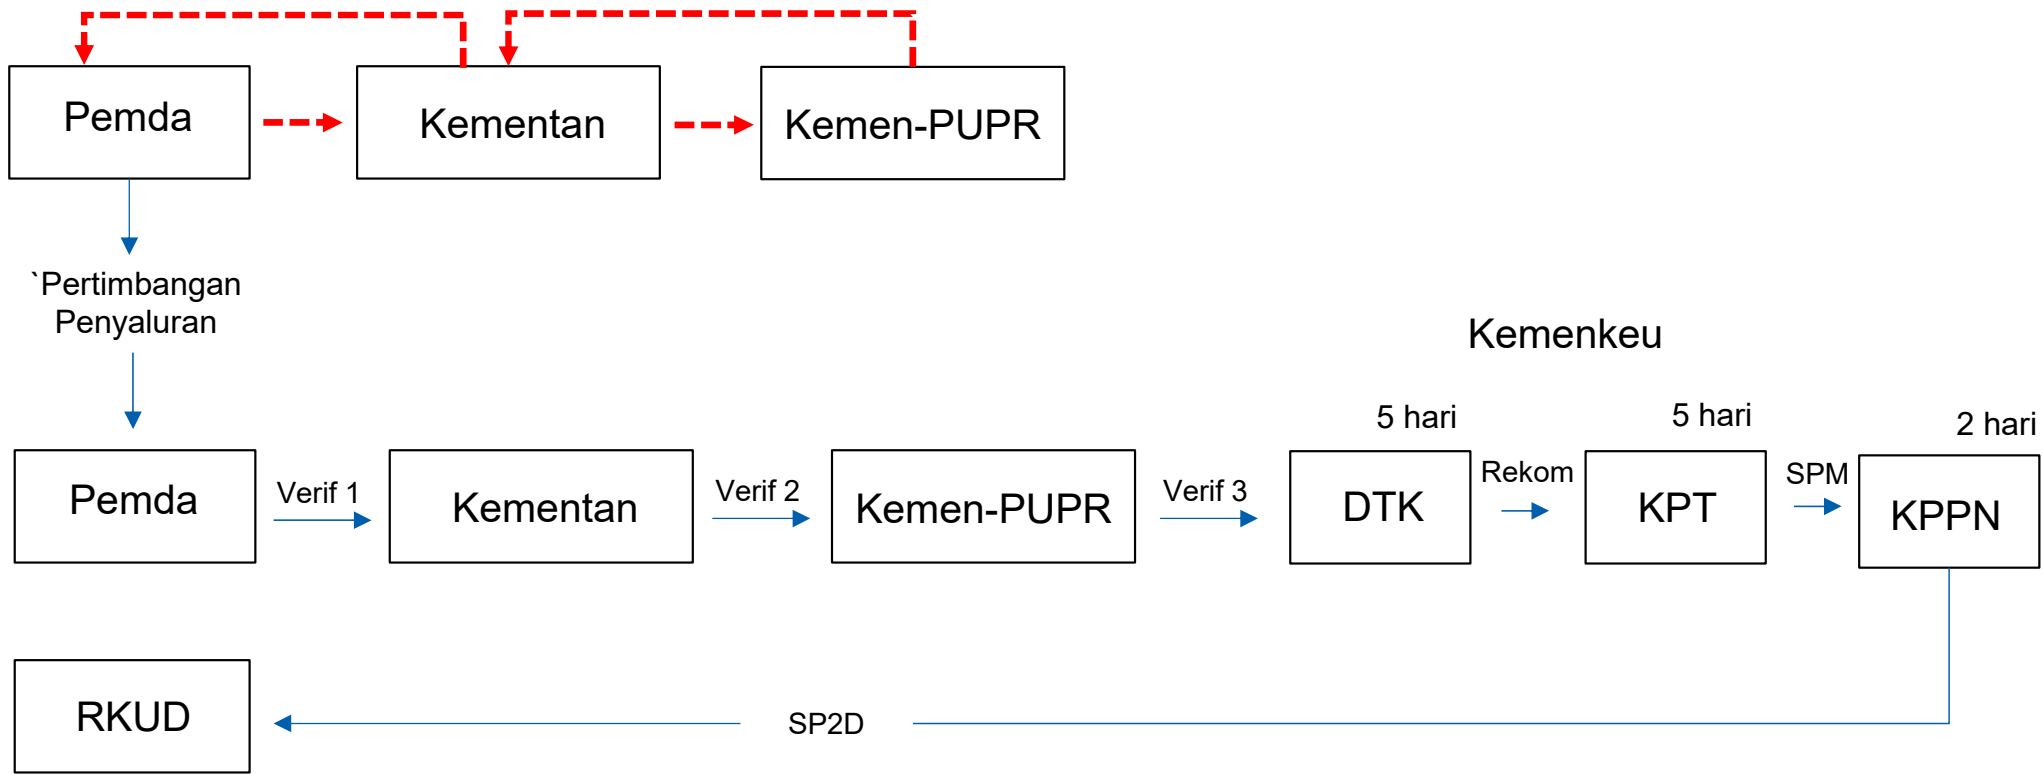 Pemda
Kementan
Kemen-PUPR
`Pertimbangan
Penyaluran
Kemenkeu
5 hari
5 hari
2 hari
Pemda
Verif 1
Kementan
Verif 2
Kemen-PUPR
Verif 3
DTK
Rekom
KPT
SPM
KPPN
RKUD
SP2D